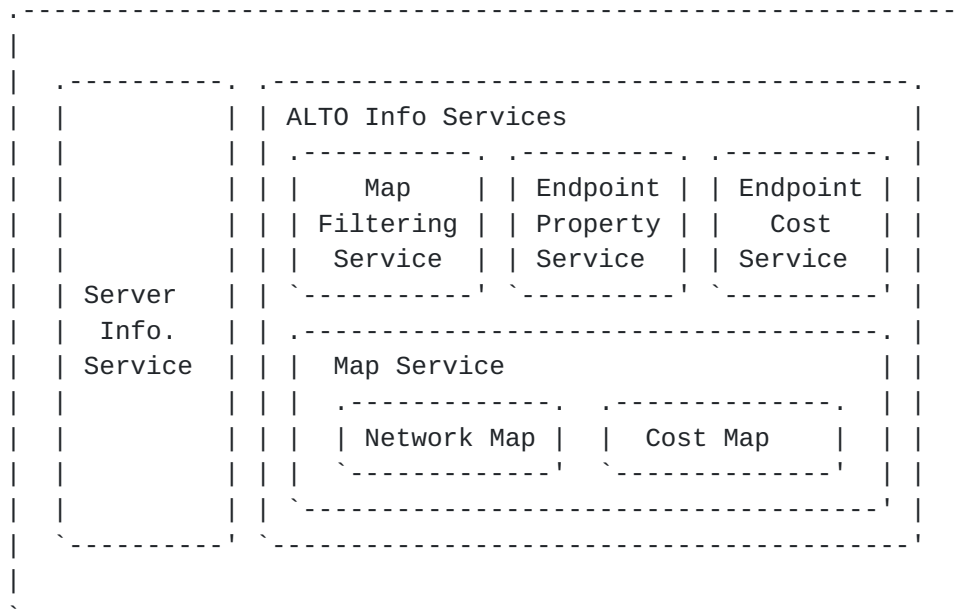 ALTO Info Services
Map Endpoint Endpoint
Filtering Property Cost
Service Service Service
Server
Info.
Service Map Service
Network Map Cost Map